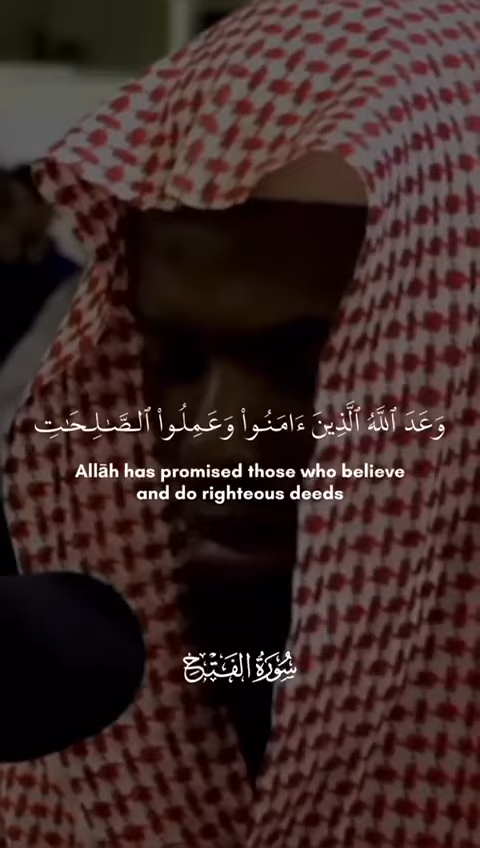 وَعَدَ ٱللَّهُ ٱلَّذِينَ ءَامَنُوا۟ وَعَمِلُوا۟ ٱلصَّـٰلِحَـٰتِ
Allāh has promised those who believe
and do righteous deeds
سُورَةُ الفَتْحِ